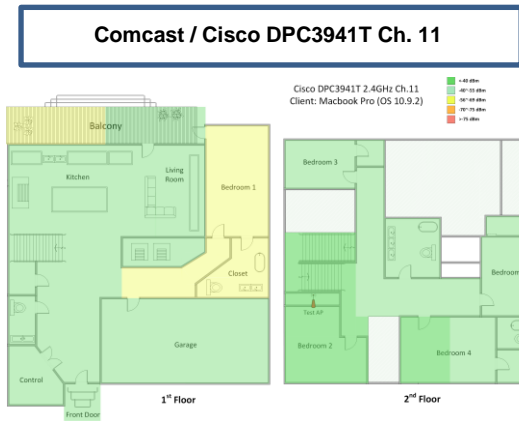 Comcast / Cisco DPC3941T Ch. 11
Cisco DPC3941T 2.4GHz Ch.11
Client: Macbook Pro (OS 10.9.2)
Balcony
Kitchen
Living
Room
Bedroom 1
Closet
Garage
Control
Front Door
1st Floor
Bedroom 3
Bedroom
Test AP
Bedroom 2
Bedroom 4
2nd Floor